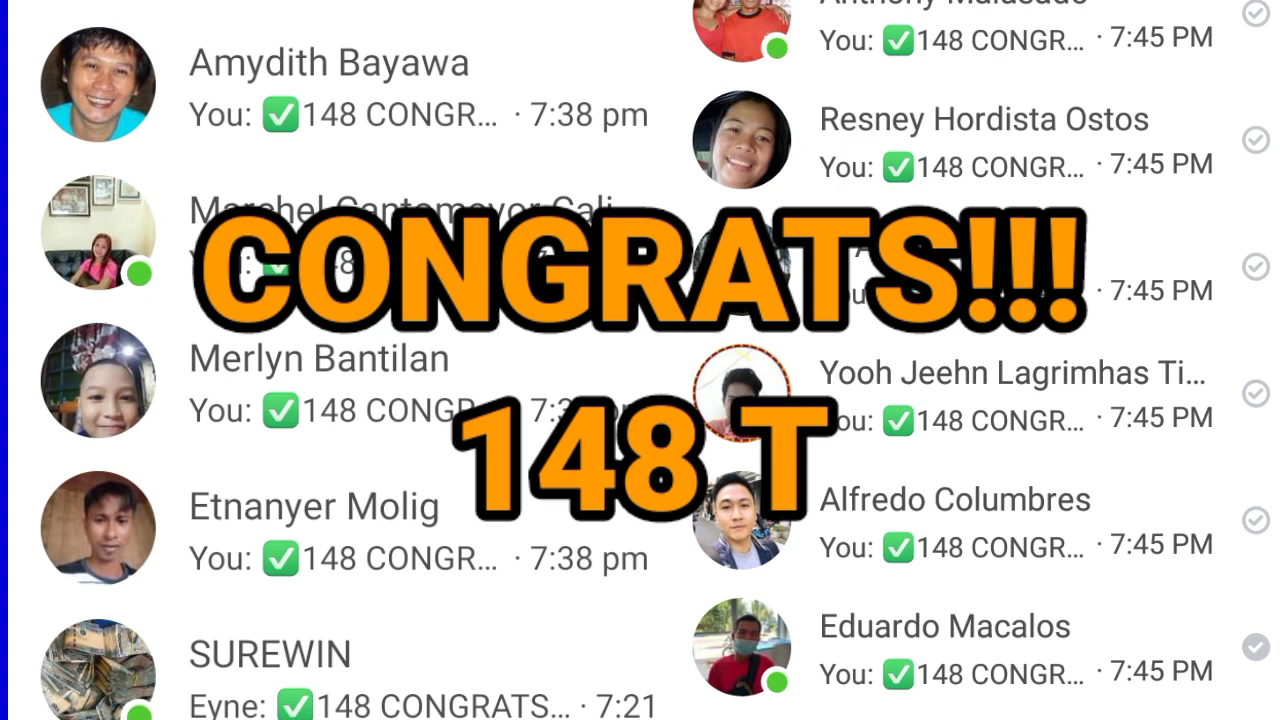 Amydith Bayawa
You: ✅148 CONGR... · 7:38 pm
Merlyn Bantilan
You: ✅148 CONGR
Etnanyer Molig
You: ✅148 CONGR... · 7:38 pm
SUREWIN
Eyne: ✅148 CONGRATS... · 7:21
You: ✅148 CONGR... · 7:45 PM
Resney Hordista Ostos
You: ✅148 CONGR... · 7:45 PM
· 7:45 PM
Yooh Jeehn Lagrimhas Ti...
You: ✅148 CONGR... · 7:45 PM
Alfredo Columbres
You: ✅148 CONGR... · 7:45 PM
Eduardo Macalos
You: ✅148 CONGR... · 7:45 PM
CONGRATS!!!
148 T